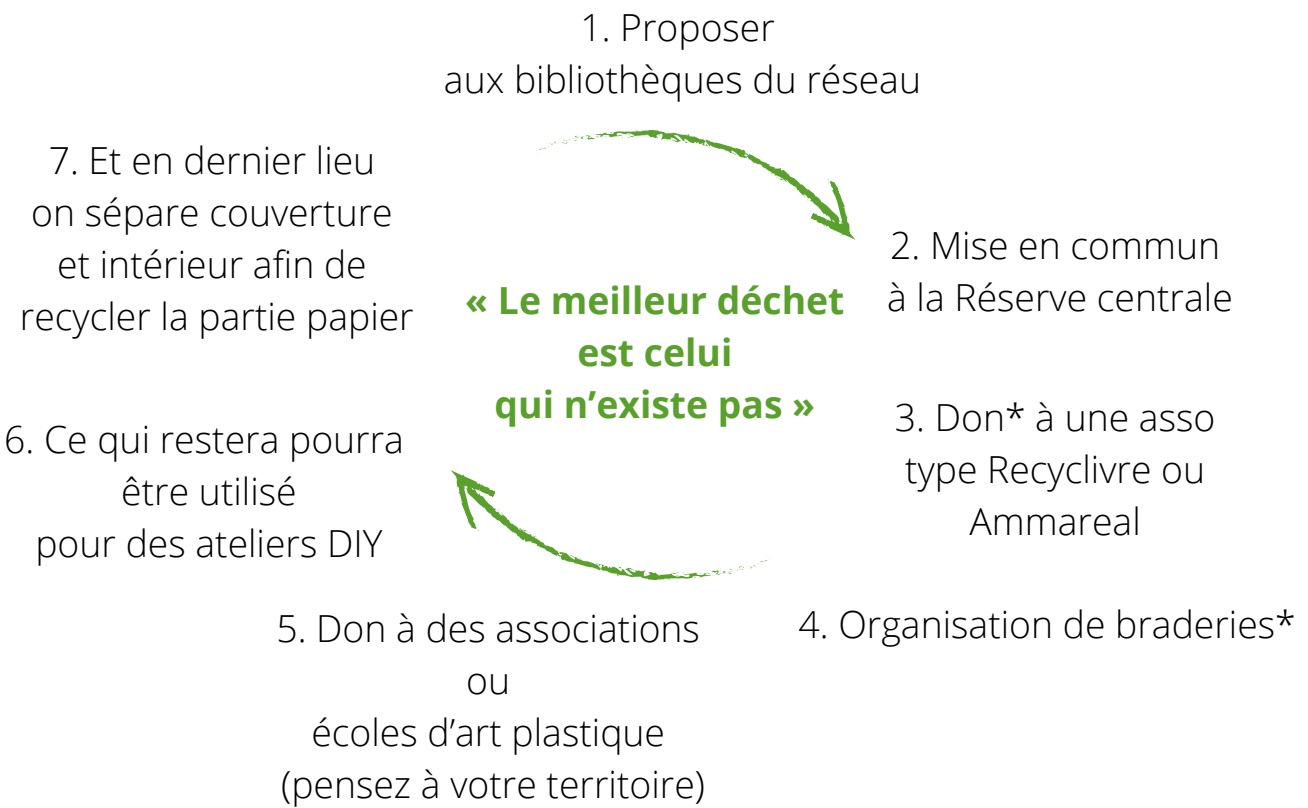 1. Proposer
aux bibliothèques du réseau
2. Mise en commun
à la Réserve centrale
3. Don* à une asso
type Recyclivre ou
Ammareal
4. Organisation de braderies*
5. Don à des associations
ou
écoles d'art plastique
(pensez à votre territoire)
6. Ce qui restera pourra
être utilisé
pour des ateliers DIY
7. Et en dernier lieu
on sépare couverture
et intérieur afin de
recycler la partie papier
« Le meilleur déchet
est celui
qui n'existe pas »